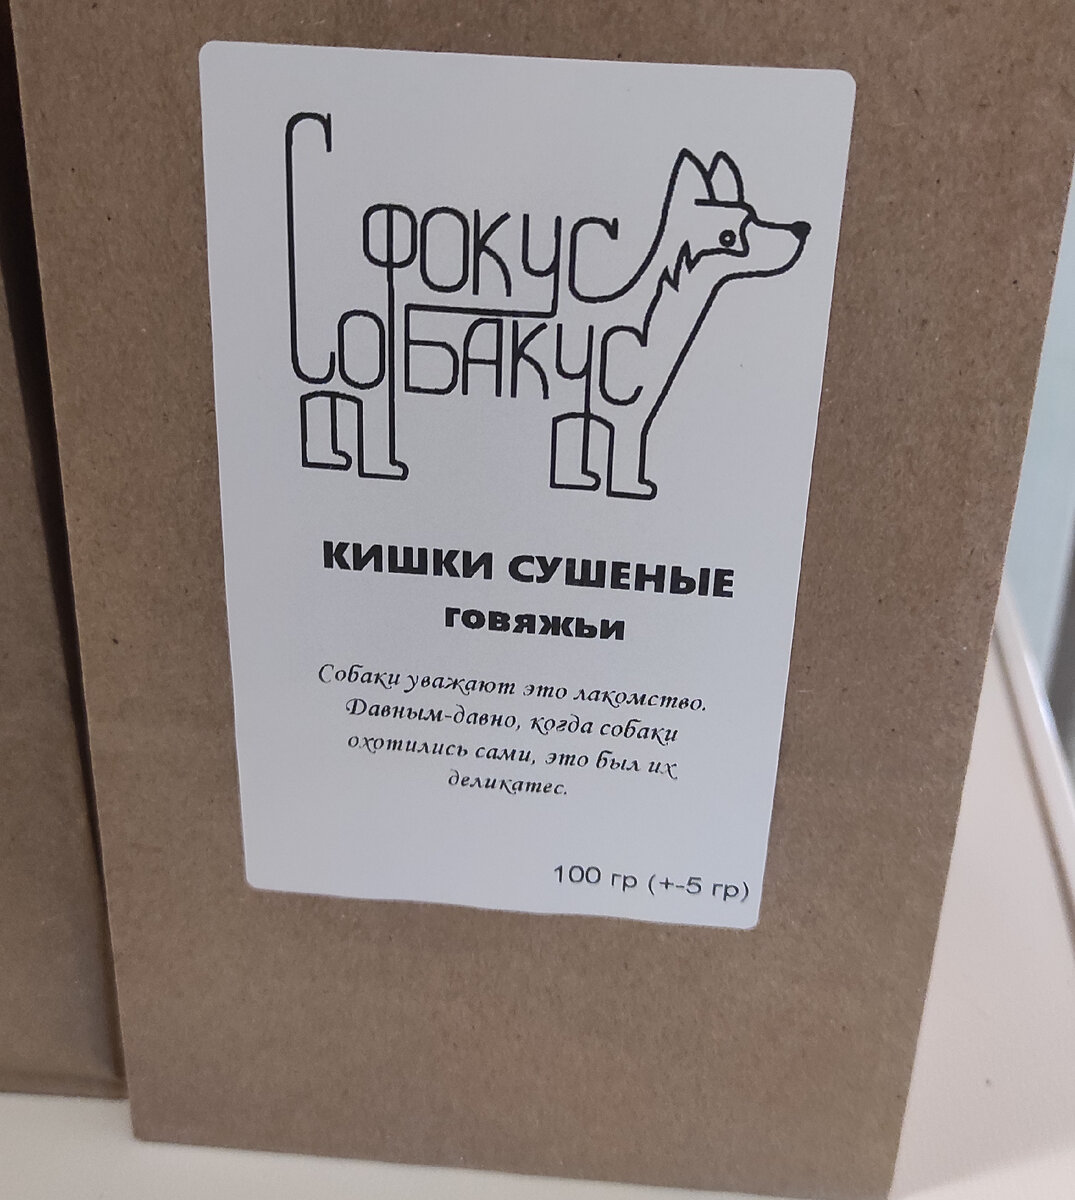 ФОКУС
СОБАКУС
КИШКИ СУШЕНЫЕ
говяжьи
Собаки уважают это лакомство.
Давным-давно, когда собаки
охотились сами, это был их
деликатес.
100 гр (+-5 гр)